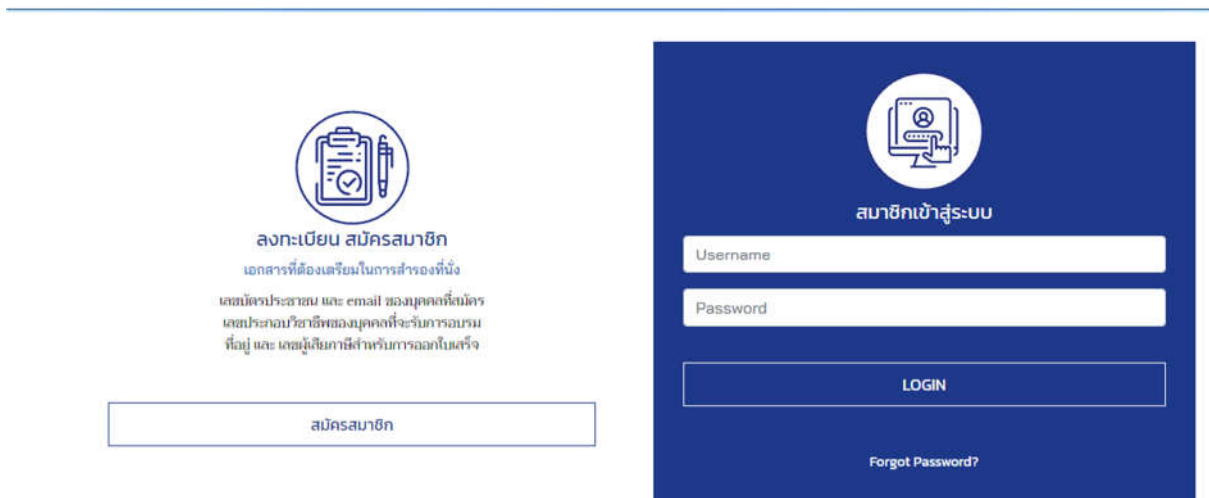 ลงทะเบียน สมัครสมาชิก
เอกสารที่ต้องเตรียมในการสำรองที่นั่ง
เลขบัตรประชาชน และ email ของบุคคลที่สมัคร
เลขประกอบวิชาชีพของบุคคลที่จะรับการอบรม
ที่อยู่ และ เลขผู้เสียภาษีสำหรับการออกใบเสร็จ
สมัครสมาชิก
สมาชิกเข้าสู่ระบบ
Username
Password
LOGIN
Forgot Password?